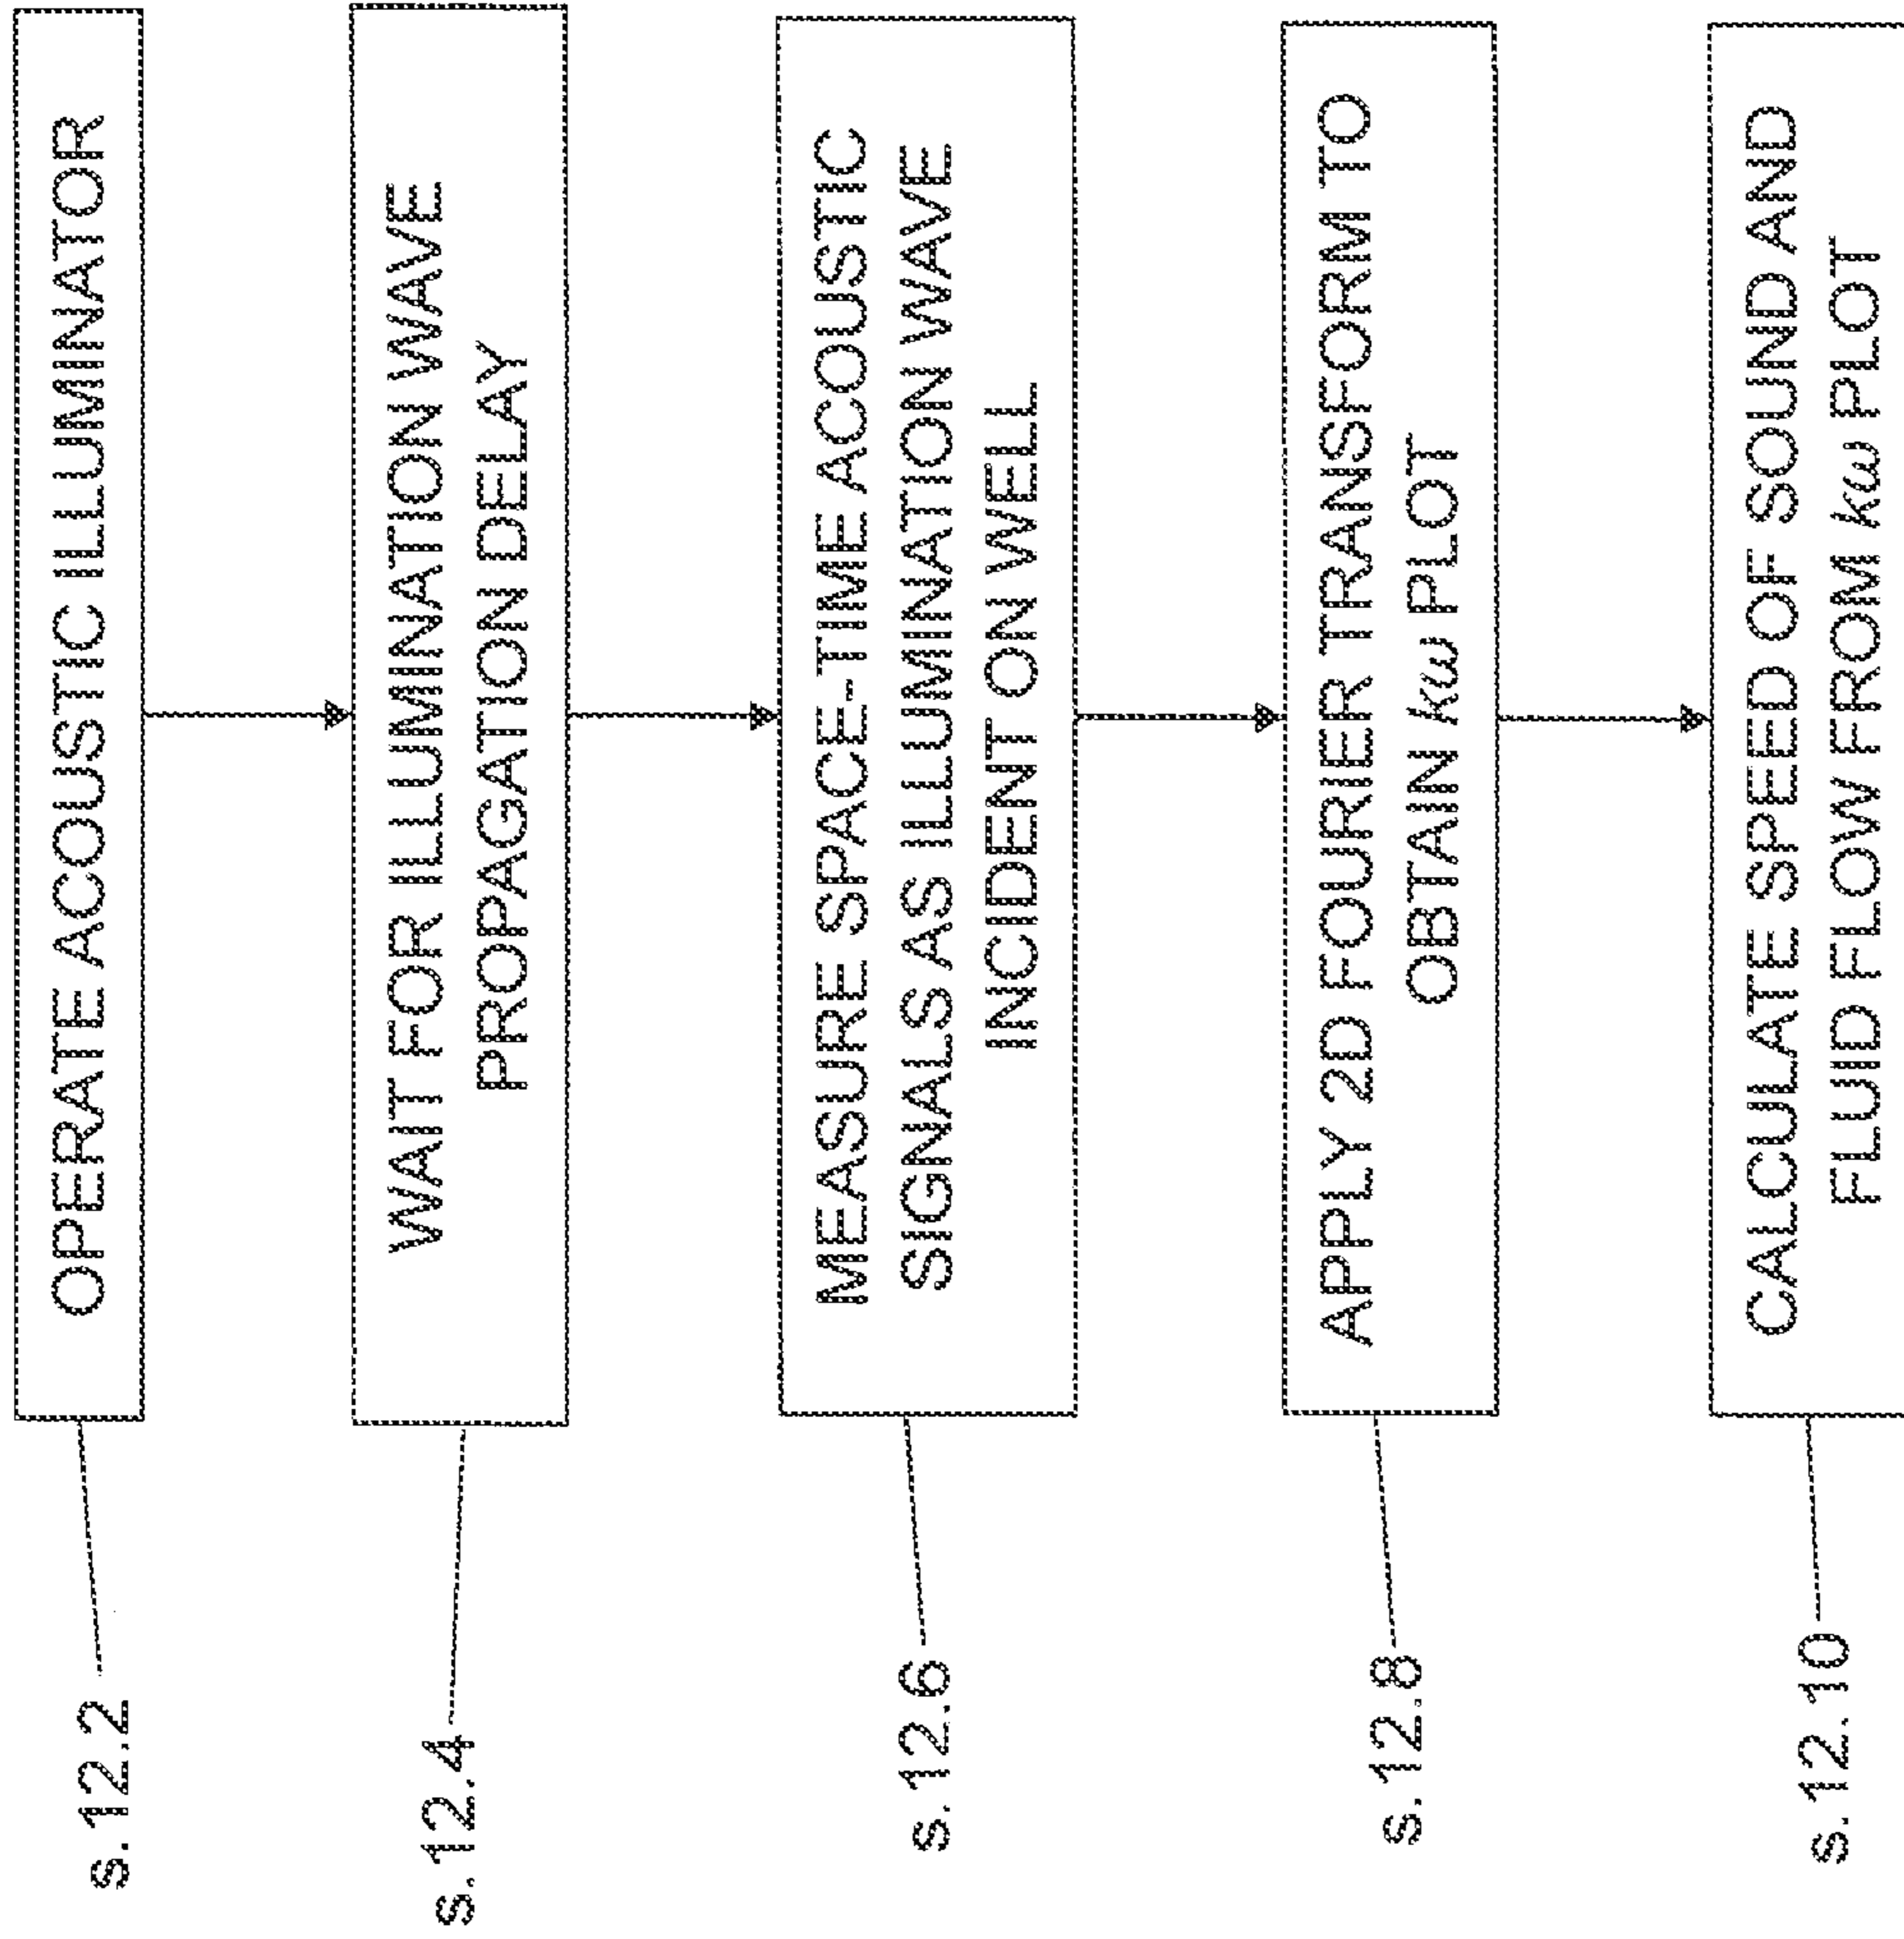 s.12.2
OPERATE ACOUSTIC ILLUMINATOR
s.12.4
WAIT FOR ILLUMINATION WAVE
PROPAGATION DELAY
s.12.6
MEASURE SPACE-TIME ACOUSTIC
SIGNALS AS ILLUMINATION WAVE
INCIDENT ON WELL
s.12.8
APPLY 2D FOURIER TRANSFORM TO
OBTAIN kω PLOT
s.12.10
CALCULATE SPEED OF SOUND AND
FLUID FLOW FROM kω PLOT